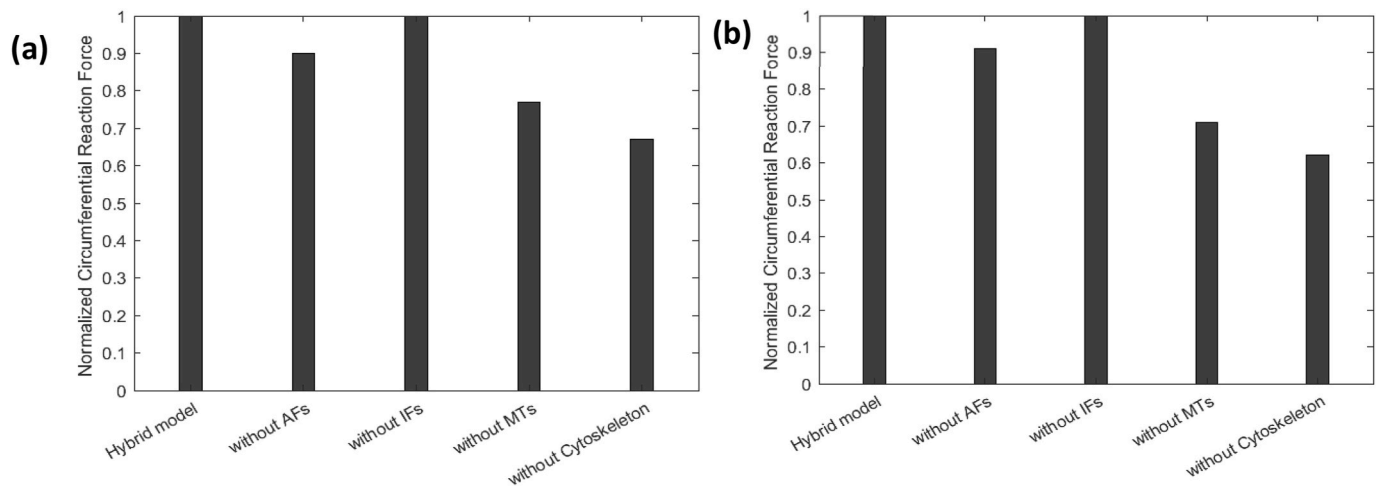 (a)
Normalized Circumferential Reaction Force
1
0.9
0.8
0.7
0.6
0.5
0.4
0.3
0.2
0.1
0
Hybrid model
without AFs
without IFs
without MTs
without Cytoskeleton
(b)
Normalized Circumferential Reaction Force
1
0.9
0.8
0.7
0.6
0.5
0.4
0.3
0.2
0.1
0
Hybrid model
without AFs
without IFs
without MTs
without Cytoskeleton